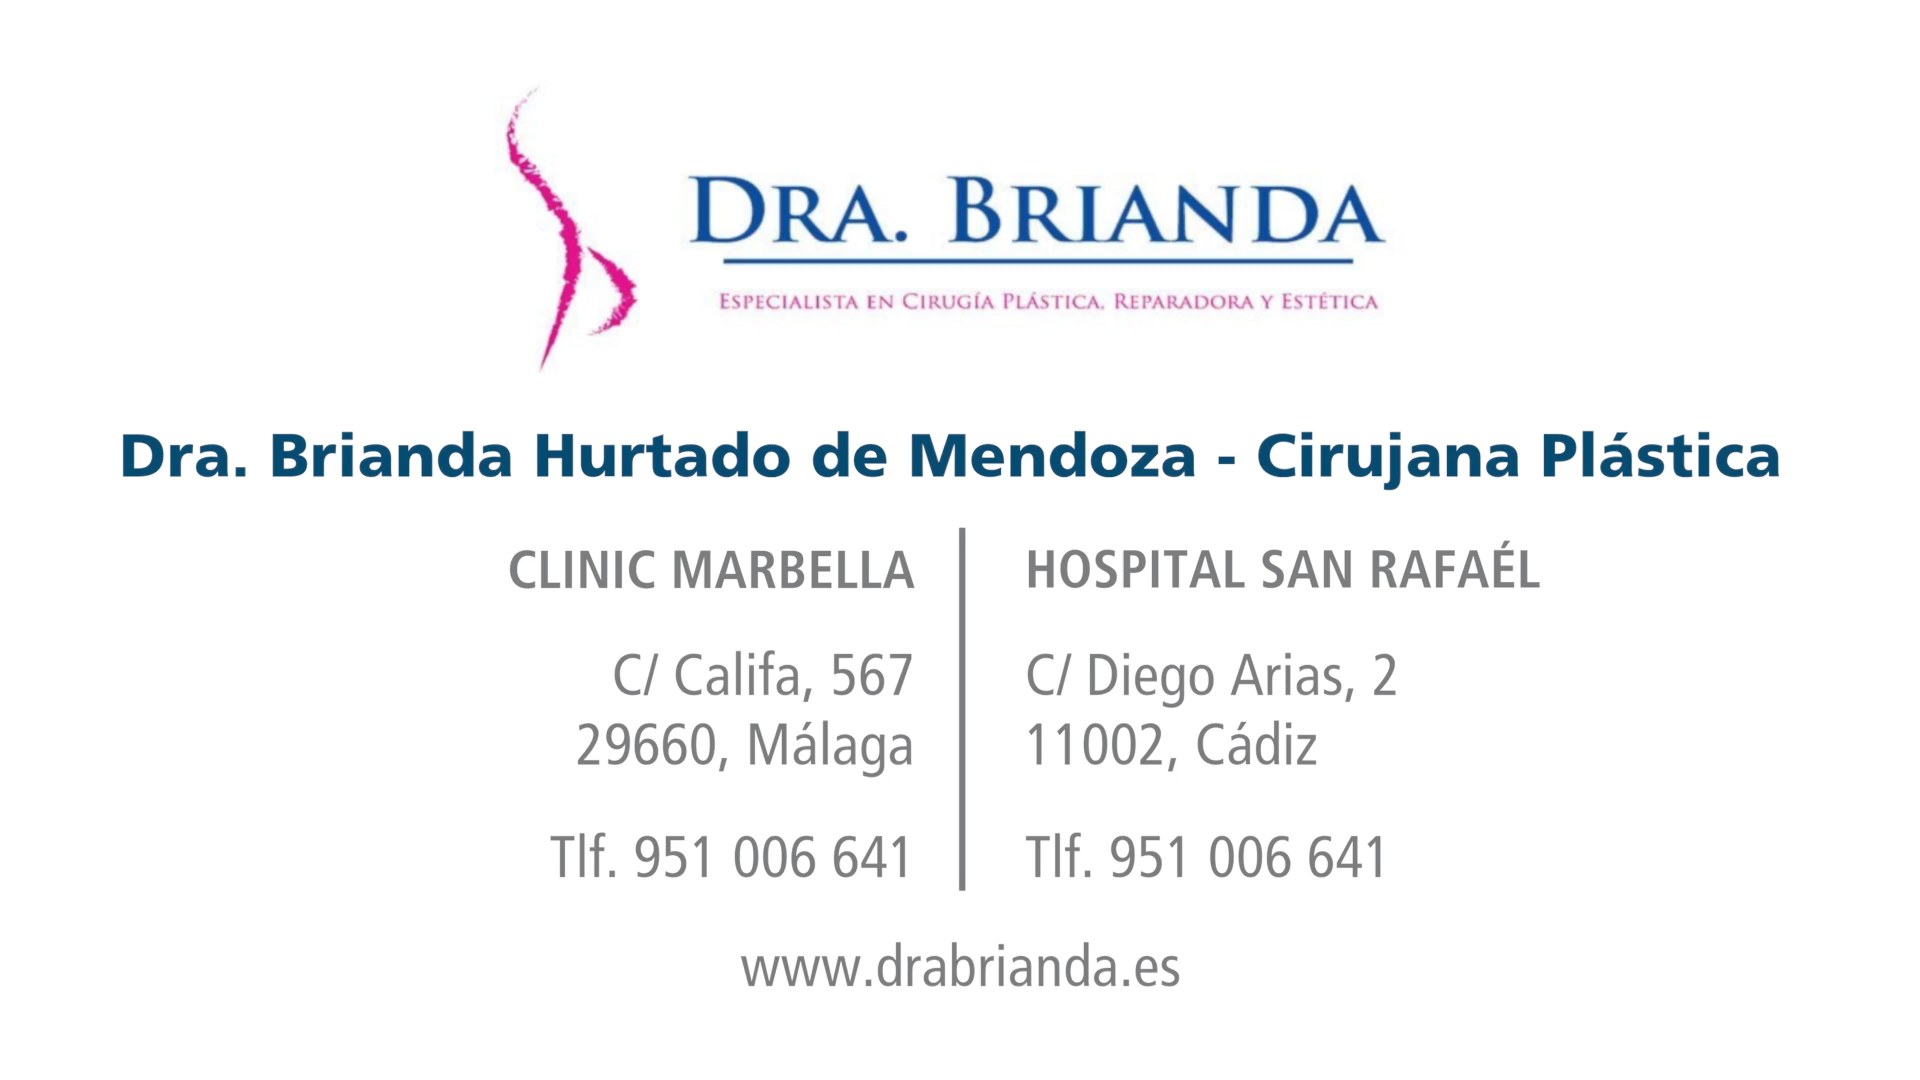 DRA. BRIANDA
ESPECIALISTA EN CIRUGÍA PLÁSTICA, REPARADORA Y ESTÉTICA
Dra. Brianda Hurtado de Mendoza - Cirujana Plástica
CLINIC MARBELLA
C/ Califa, 567
29660, Málaga
Tlf. 951 006 641
HOSPITAL SAN RAFAÉL
C/ Diego Arias, 2
11002, Cádiz
Tlf. 951 006 641
www.drabrianda.es